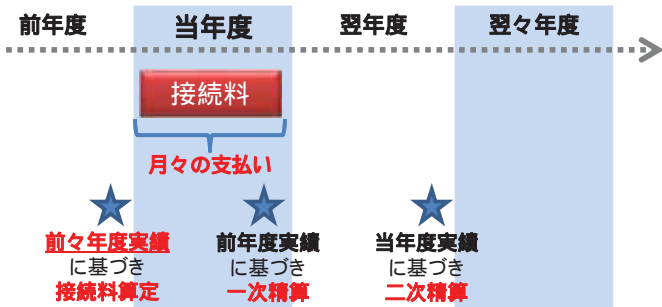 前年度
当年度
翌年度
翌々年度
接続料
月々の支払い
前々年度実績
に基づき
接続料算定
前年度実績
に基づき
一次精算
当年度実績
に基づき
二次精算